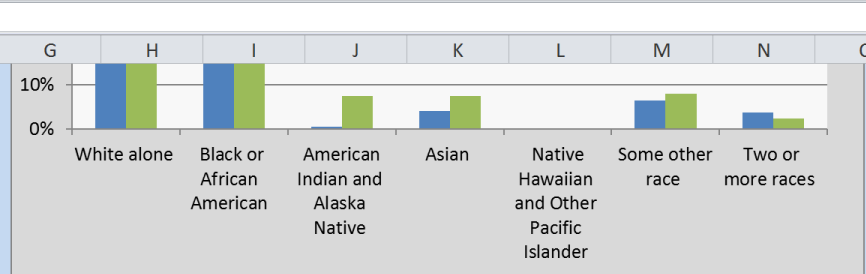 G H I J K L M N
10%
0%
White alone
Black or
African
American
American
Indian and
Alaska
Native
Asian
Native
Hawaiian
and Other
Pacific
Islander
Some other
race
Two or
more races